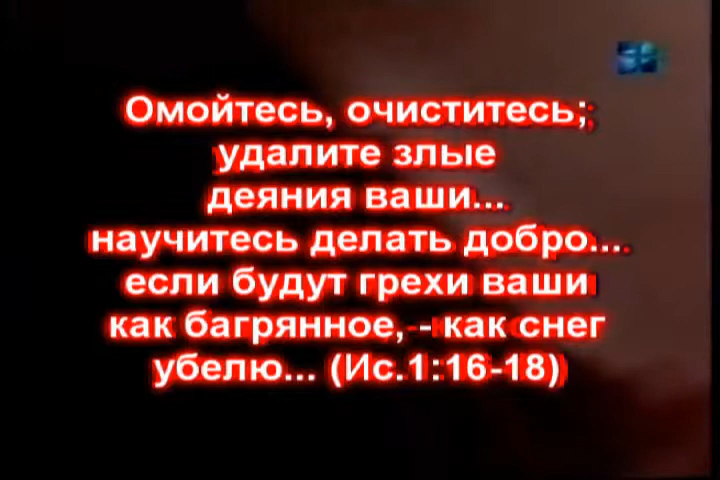 Омойтесь, очиститесь;
удалите злые
деяния ваши...
научитесь делать добро...
если будут грехи ваши
как багрянное, - как снег
убелю... (Ис.1:16-18)